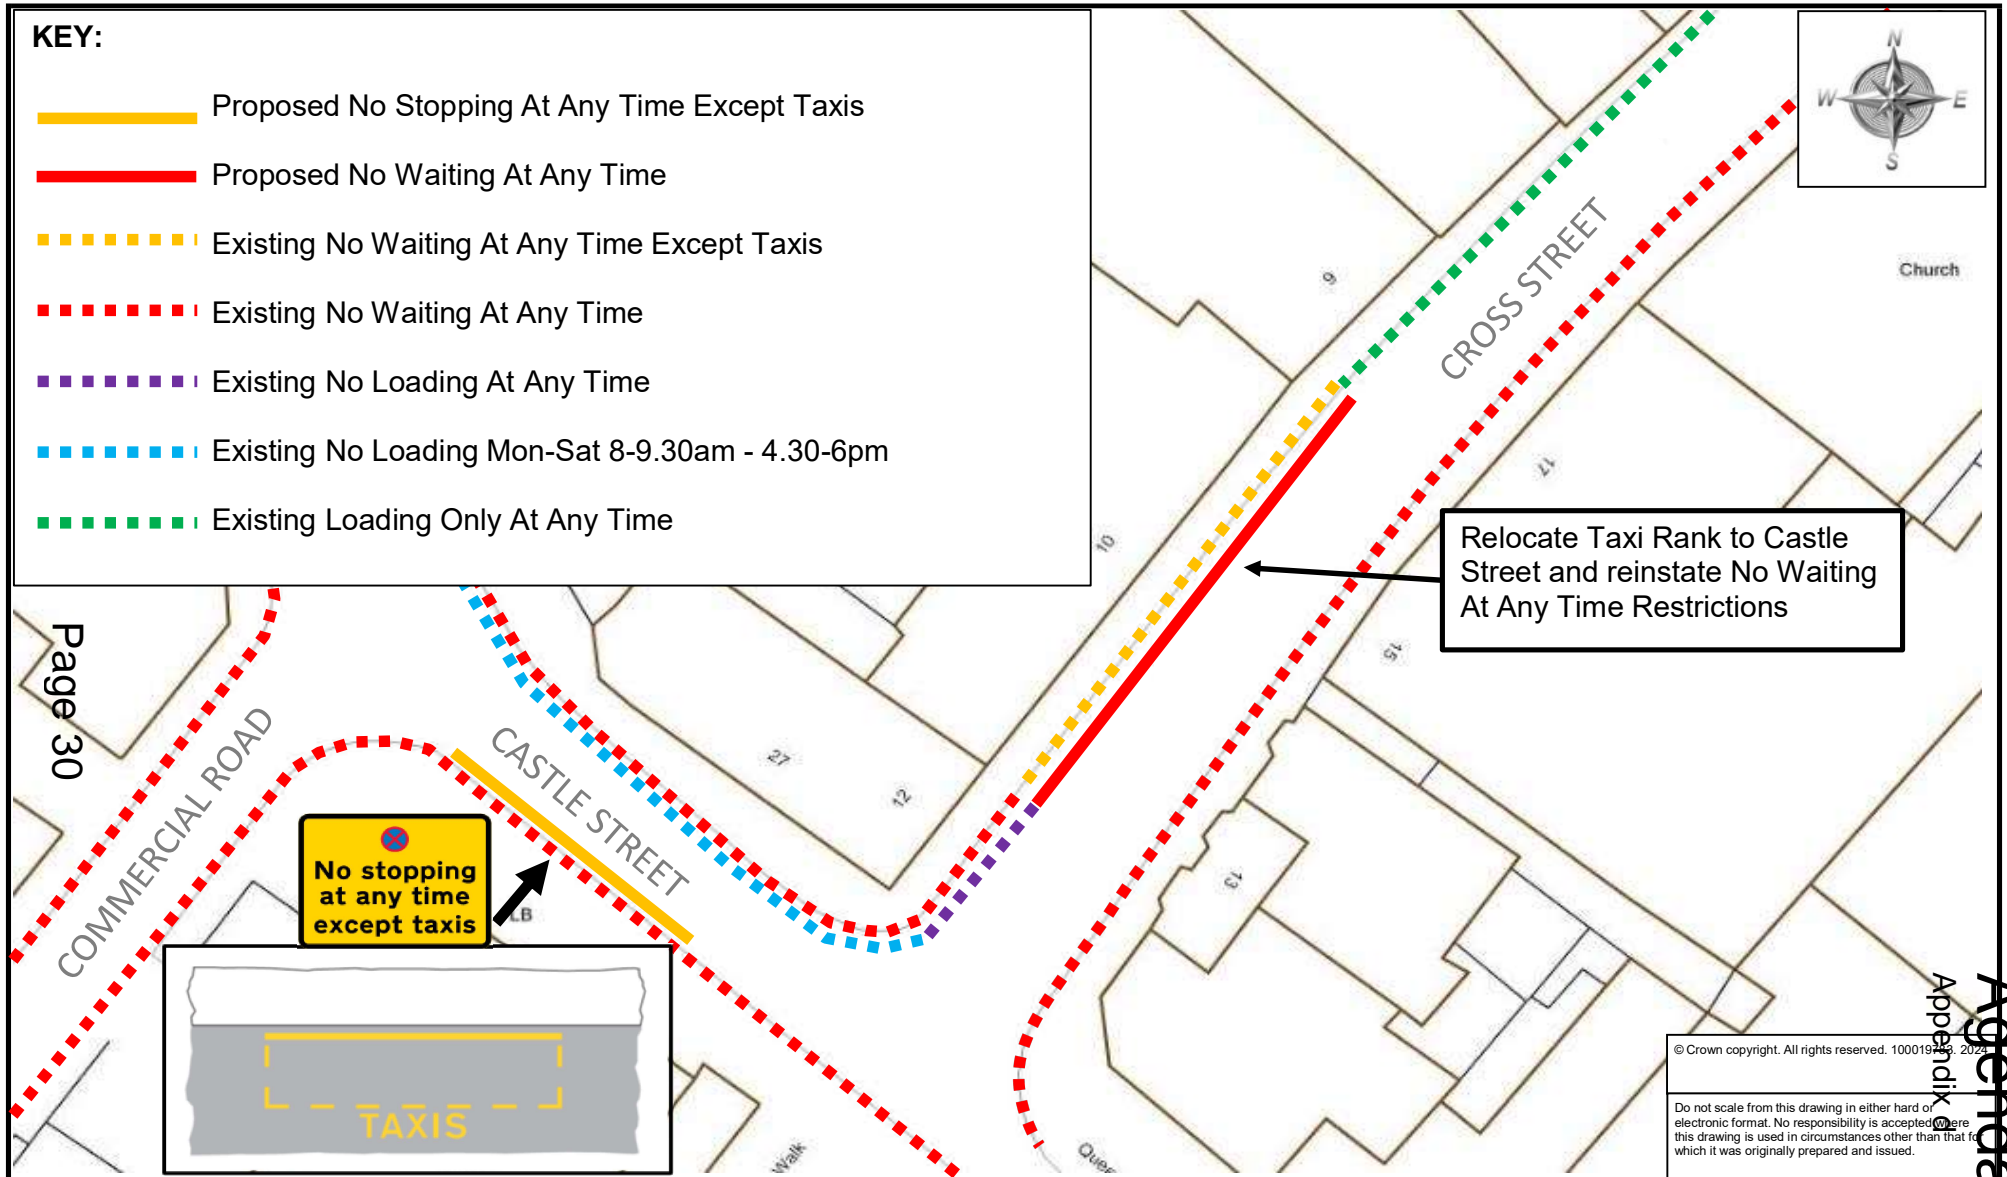 KEY:
Proposed No Stopping At Any Time Except Taxis
Proposed No Waiting At Any Time
Existing No Waiting At Any Time Except Taxis
Existing No Waiting At Any Time
Existing No Loading At Any Time
Existing No Loading Mon-Sat 8-9.30am - 4.30-6pm
Existing Loading Only At Any Time
N
W
E
S
Church
CROSS STREET
9
17
10
Relocate Taxi Rank to Castle
Street and reinstate No Waiting
At Any Time Restrictions
15
Page 30
COMMERCIAL ROAD
CASTLE STREET
27
12
13
No stopping
at any time
except taxis
LB
TAXIS
Walk
Agenda
Appendix d
© Crown copyright. All rights reserved. 2024
Do not scale from this drawing in either hard or
electronic format. No responsibility is accepted where
this drawing is used in circumstances other than that for
which it was originally prepared and issued.